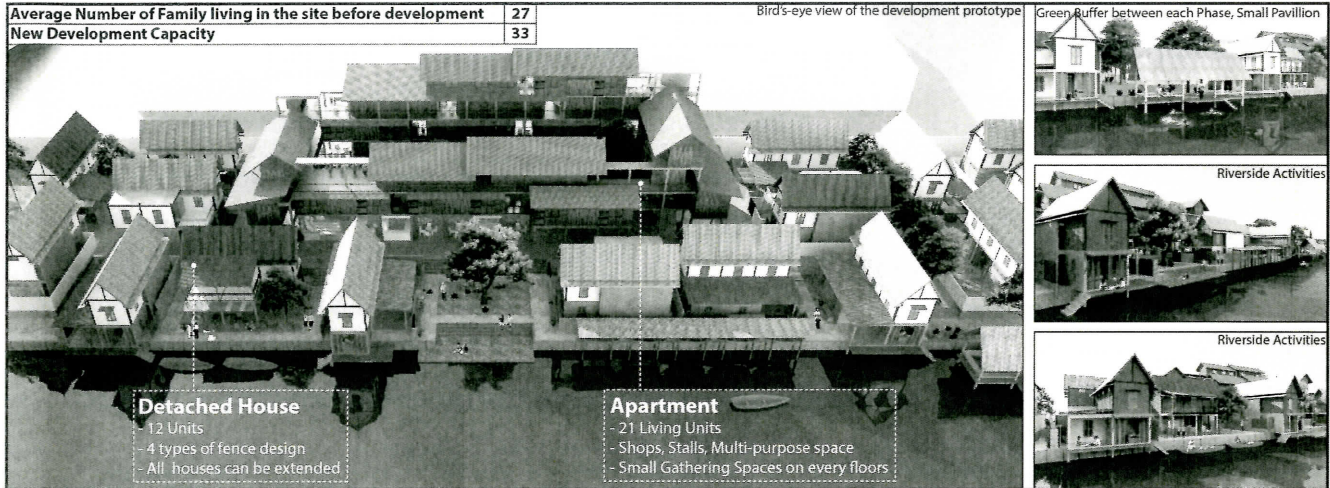 Average Number of Family living in the site before development 27
New Development Capacity 33
Bird's-eye view of the development prototype
Green Buffer between each Phase, Small Pavillion
Riverside Activities
Riverside Activities
Detached House
- 12 Units
- 4 types of fence design
- All houses can be extended
Apartment
- 21 Living Units
- Shops, Stalls, Multi-purpose space
- Small Gathering Spaces on every floors